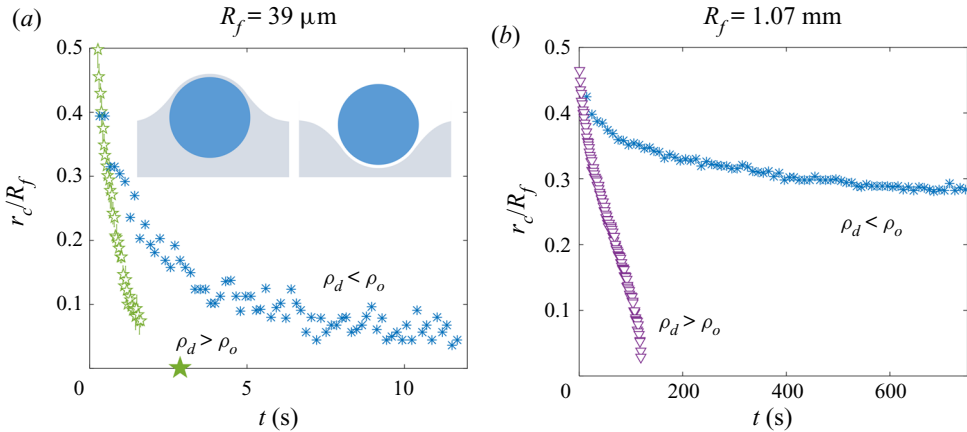 (a)
R_f = 39 μm
0.5
0.4
0.3
0.2
0.1
r_c/R_f
ρ_d < ρ_o
ρ_d > ρ_o
0
5
10
t (s)
(b)
R_f = 1.07 mm
0.5
0.4
0.3
0.2
0.1
r_c/R_f
ρ_d < ρ_o
ρ_d > ρ_o
0
200
400
600
t (s)